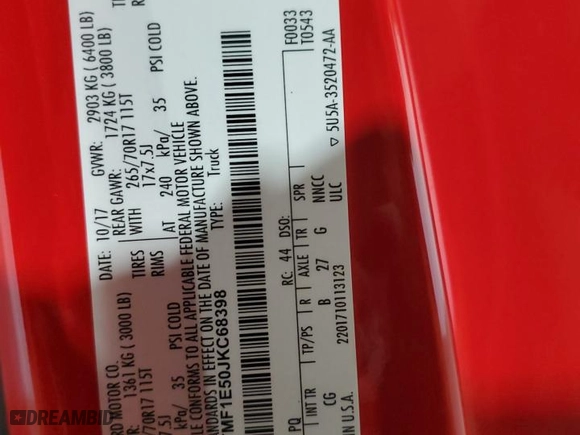 RD MOTOR CO.
DATE: 10/17 GVWR: 2903 KG ( 6400 LB)
R: 1361 KG ( 3000 LB) REAR GAWR: 1724 KG ( 3800 LB)
70R17 115T TIRES WITH 265/70R17 115T
7.5J RIMS 17x7.5J
kPa/ 35 PSI COLD AT 240 kPa/ 35 PSI COLD
LE CONFORMS TO ALL APPLICABLE FEDERAL MOTOR VEHICLE
NDARDS IN EFFECT ON THE DATE OF MANUFACTURE SHOWN ABOVE.
MF1E50JKC68398 TYPE: Truck
F0033
T0543
RC: 44 DSO:
PQ
INT TR TP/PS R AXLE TR SPR
CG B 27 G NNCC
2201710113123 ULC
N U.S.A. ▽ 5U5A-3520472-AA
DREAMBID